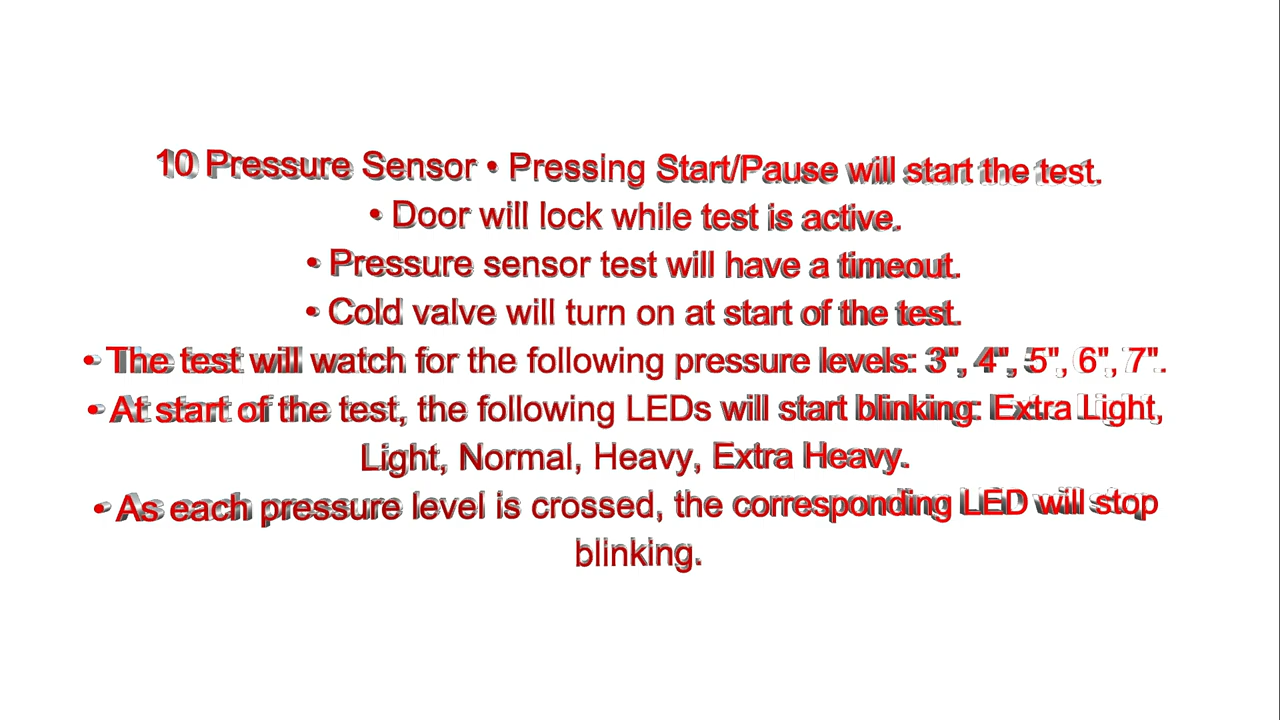 10 Pressure Sensor • Pressing Start/Pause will start the test.
• Door will lock while test is active.
• Pressure sensor test will have a timeout.
• Cold valve will turn on at start of the test.
• The test will watch for the following pressure levels: 3", 4", 5", 6", 7".
• At start of the test, the following LEDs will start blinking: Extra Light,
Light, Normal, Heavy, Extra Heavy.
• As each pressure level is crossed, the corresponding LED will stop
blinking.